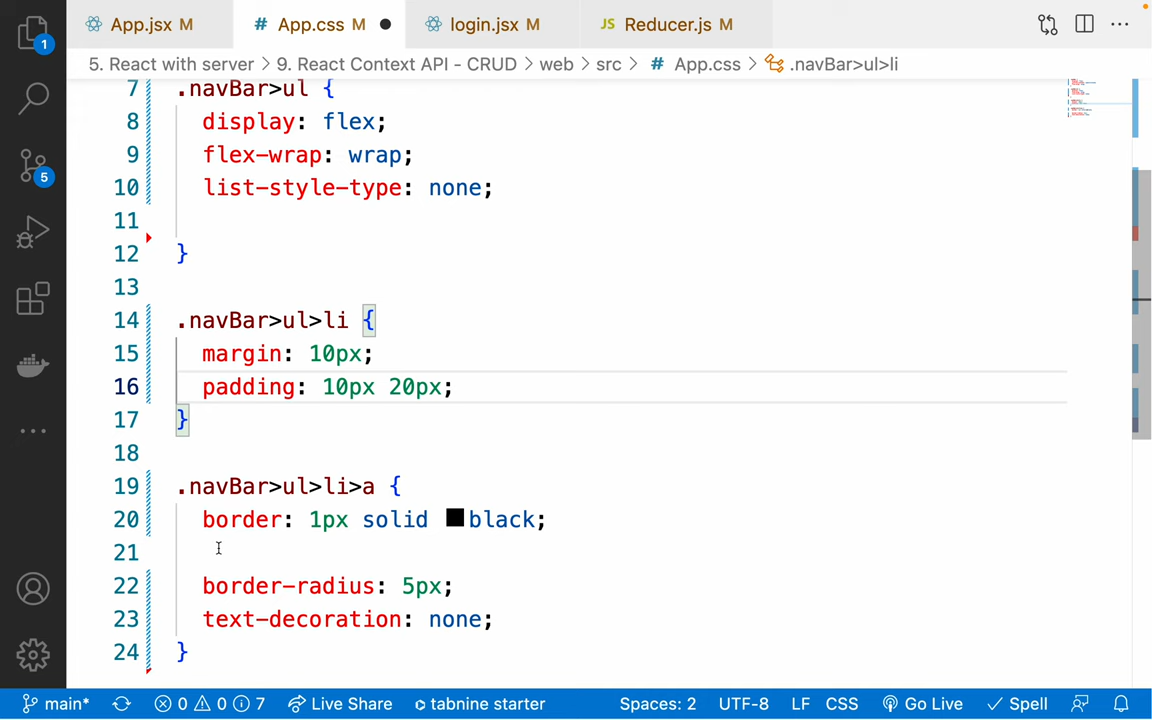 App.jsx M
# App.css M
login.jsx M
JS Reducer.js M
5. React with server > 9. React Context API - CRUD > web > src > # App.css > .navBar>ul>li
1
5
7 .navBar>ul {
8 display: flex;
9 flex-wrap: wrap;
10 list-style-type: none;
11
12 }
13
14 .navBar>ul>li {
15 margin: 10px;
16 padding: 10px 20px;
17 }
18
19 .navBar>ul>li>a {
20 border: 1px solid black;
21
22 border-radius: 5px;
23 text-decoration: none;
24 }
main* 0 0 7 Live Share tabnine starter Spaces: 2 UTF-8 LF CSS Go Live Spell